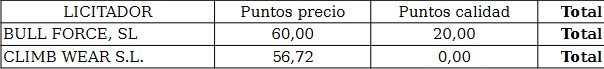 LICITADOR Puntos precio Puntos calidad Total
BULL FORCE, SL 60,00 20,00 Total
CLIMB WEAR S.L. 56,72 0,00 Total